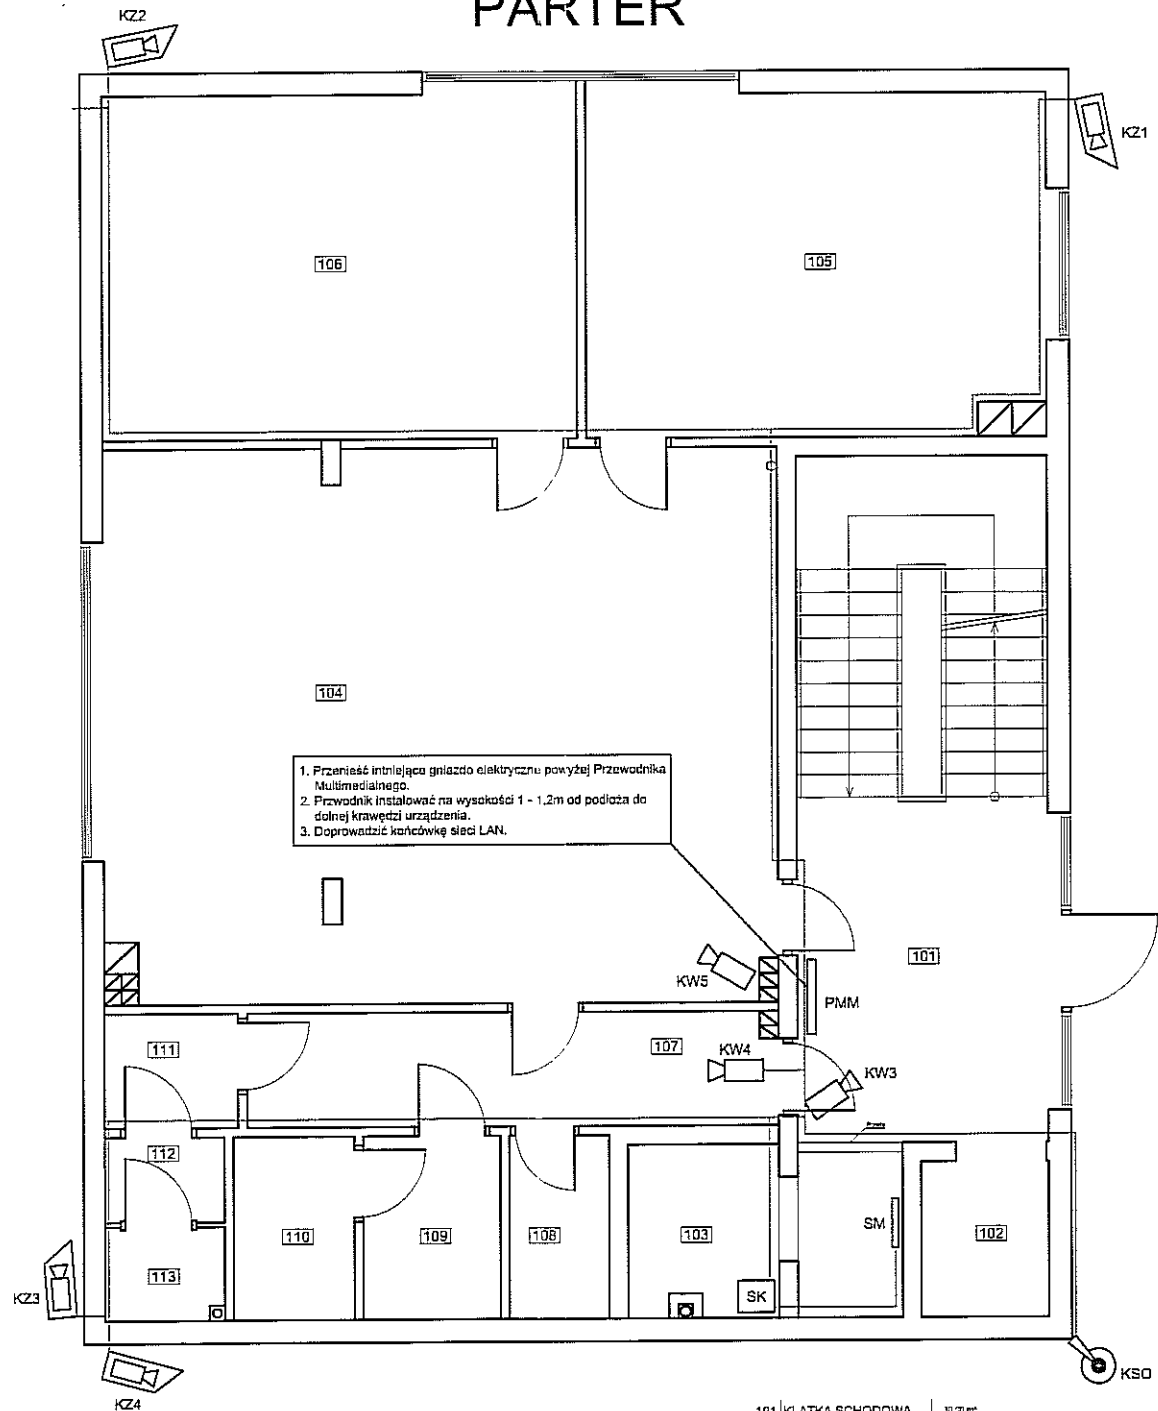 PARTER
KZ2
KZ1
106
105
104
1. Przenieść intniejące gniazdo elektryczne powyżej Przewodnika
Multimedialnego.
2. Przwodnik instalować na wysokości 1 - 1,2m od podłoża do
dolnej krawędzi urządzenia.
3. Doprowadzić końcówkę sieci LAN.
101
KW5
PMM
111
107
KW4
KW3
112
SM
110
109
108
103
102
113
SK
KZ3
KSO
KZ4
101 KLATKA SCHODOWA